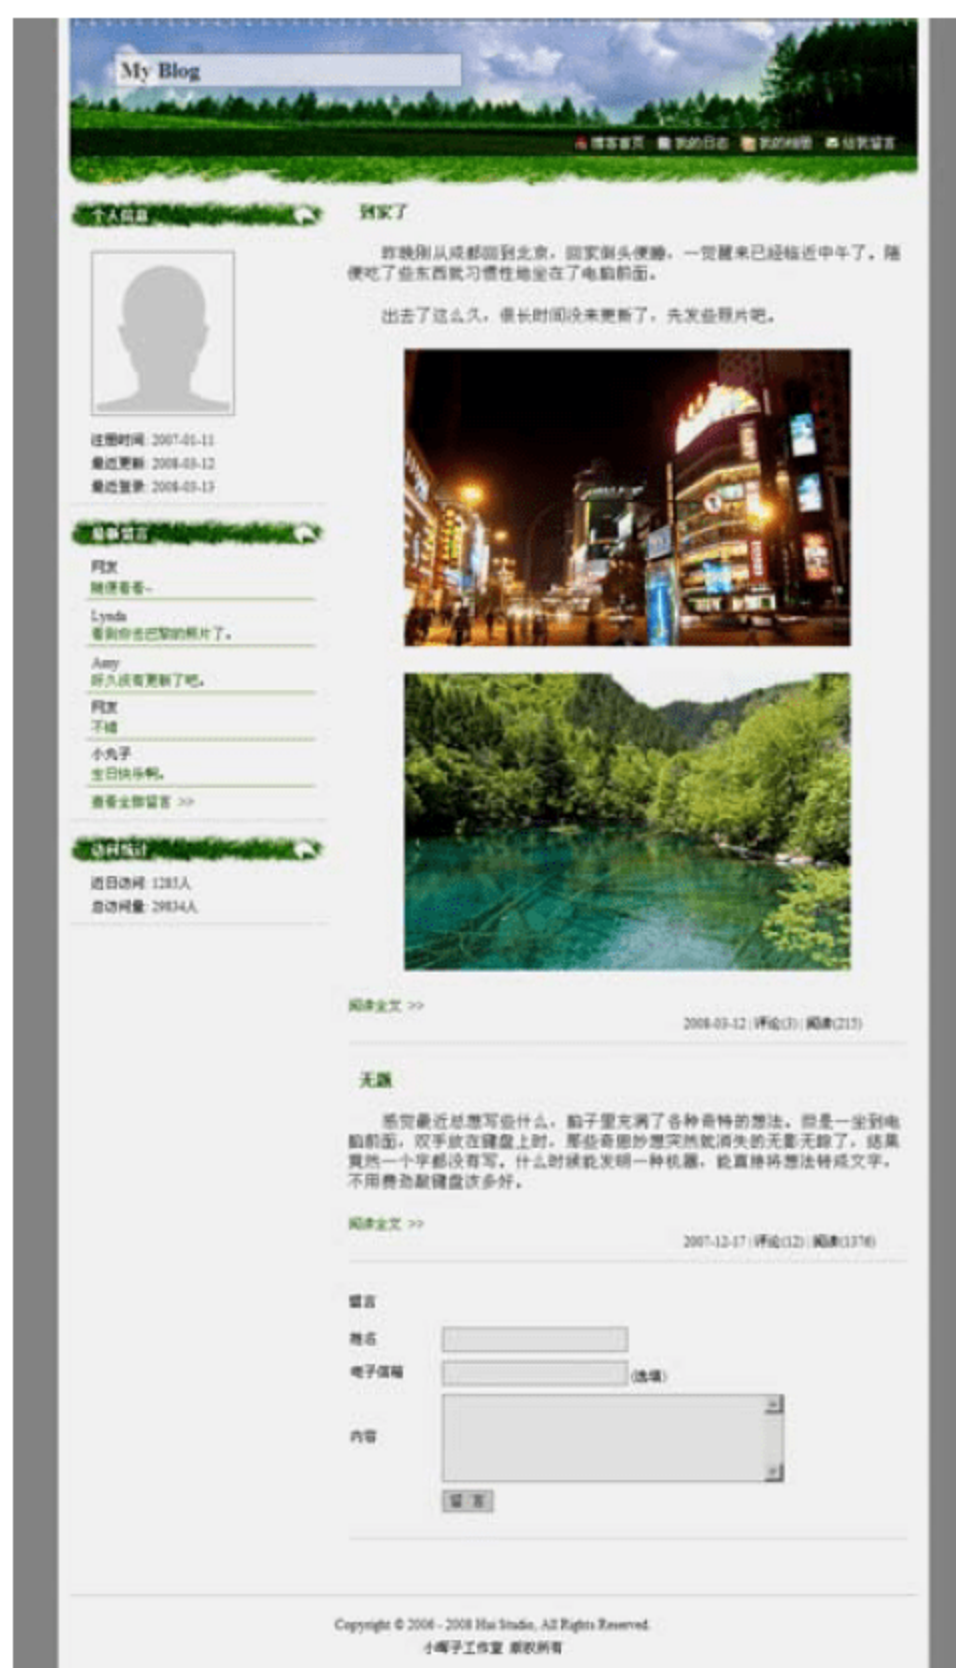 My Blog
博客首页 我的日志 我的相册 给我留言
个人信息
注册时间: 2007-01-11
最近更新: 2008-03-12
最近登录: 2008-03-13
最新留言
网友
随便看看~
Lynda
看到你去巴黎的照片了。
Amy
好久没有更新了吧。
网友
不错
小丸子
生日快乐啊。
查看全部留言 >>
访问统计
近日访问: 1285人
总访问量: 29834人
到家了
昨晚刚从成都回到北京，回家倒头便睡，一觉醒来已经临近中午了。随
便吃了些东西就习惯性地坐在了电脑前面。
出去了这么久，很长时间没来更新了，先发些照片吧。
阅读全文 >>
2008-03-12 | 评论(3) | 阅读(215)
无题
感觉最近总想写些什么，脑子里充满了各种奇特的想法。但是一坐到电
脑前面，双手放在键盘上时，那些奇思妙想突然就消失的无影无踪了，结果
竟然一个字都没有写。什么时候能发明一种机器，能直接将想法转成文字，
不用费劲敲键盘该多好。
阅读全文 >>
2007-12-17 | 评论(12) | 阅读(1376)
留言
姓名
电子信箱 (选填)
内容
留 言
Copyright © 2006 - 2008 Hui Studio, All Rights Reserved.
小晖子工作室 版权所有